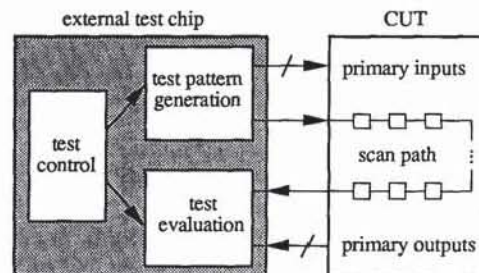 external test chip
CUT
test pattern
generation
primary inputs
test
control
scan path
test
evaluation
primary outputs